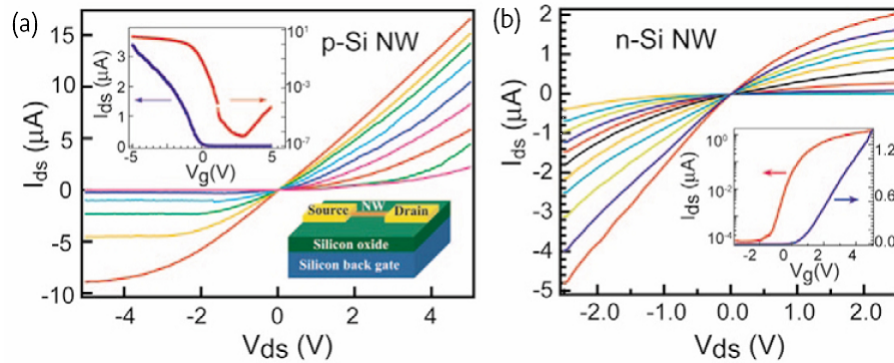 (a)
p-Si NW
Ids (μA)
15
10
5
0
-5
-10
-4
-2
0
2
4
Vds (V)
Ids (μA)
3
2
1
0
10¹
10⁻¹
10⁻³
10⁻⁷
-5
0
5
Vg(V)
NW
Source
Drain
Silicon oxide
Silicon back gate
(b)
n-Si NW
Ids (μA)
2
1
0
-1
-2
-3
-4
-5
-2.0
-1.0
0.0
1.0
2.0
Vds (V)
Ids (μA)
10⁰
10⁻²
10⁻⁴
1.2
0.6
0.0
-2
0
2
4
Vg(V)